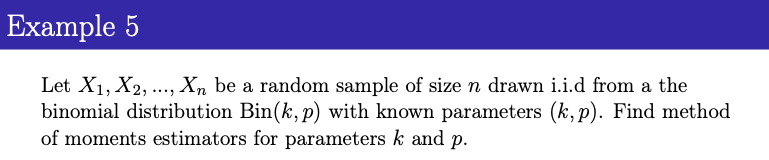 Example 5
Let X₁, X₂, ..., Xₙ be a random sample of size n drawn i.i.d from a the
binomial distribution Bin(k, p) with known parameters (k, p). Find method
of moments estimators for parameters k and p.